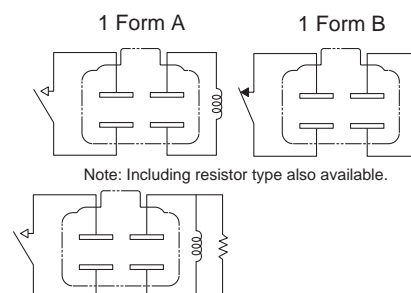 1 Form A
1 Form B
Note: Including resistor type also available.